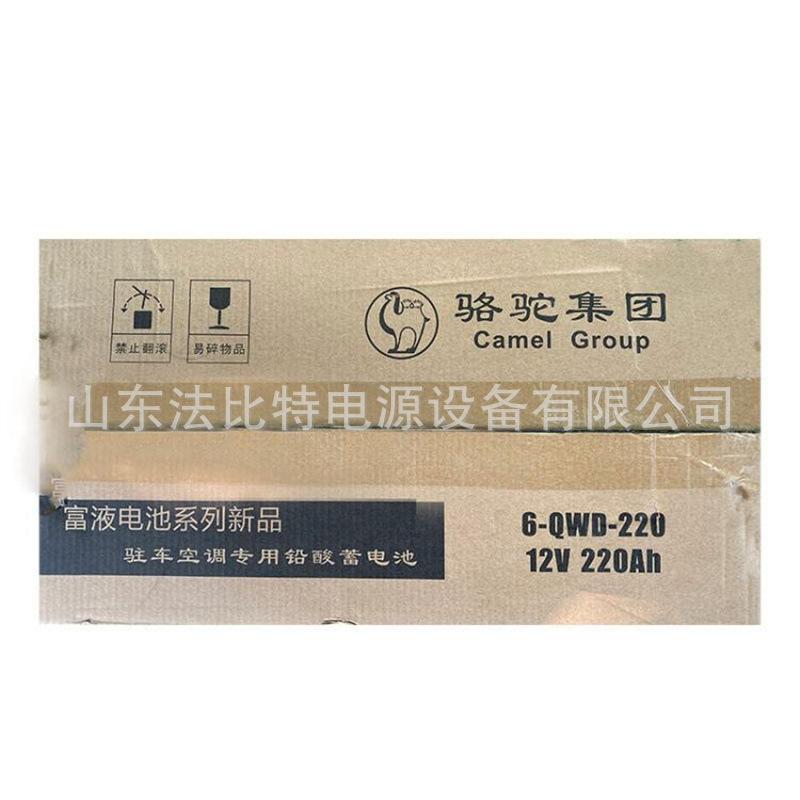 禁止翻滚
易碎物品
骆驼集团
Camel Group
山东法比特电源设备有限公司
富液电池系列新品
驻车空调专用铅酸蓄电池
6-QWD-220
12V 220Ah